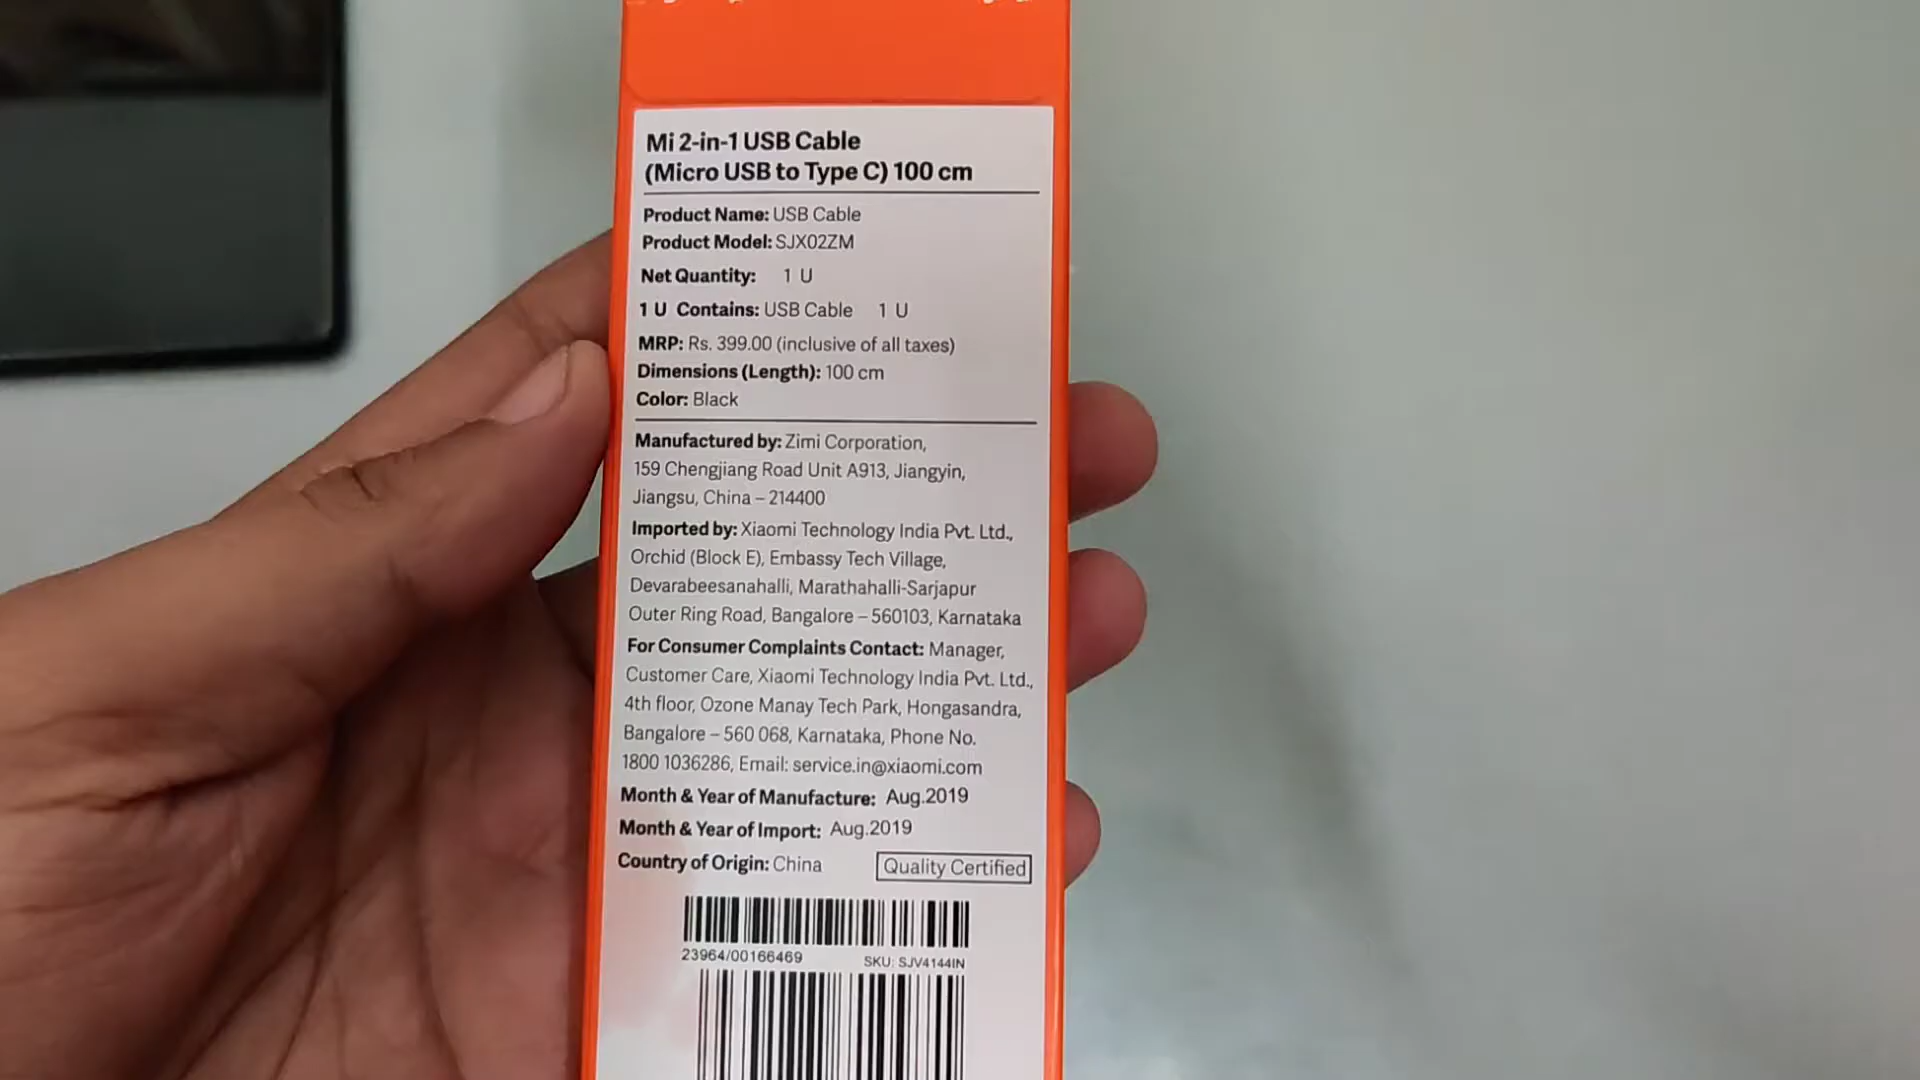 Mi 2-in-1 USB Cable
(Micro USB to Type C) 100 cm
Product Name: USB Cable
Product Model: SJX02ZM
Net Quantity: 1 U
1 U Contains: USB Cable 1 U
MRP: Rs. 399.00 (inclusive of all taxes)
Dimensions (Length): 100 cm
Color: Black
Manufactured by: Zimi Corporation,
159 Chengjiang Road Unit A913, Jiangyin,
Jiangsu, China – 214400
Imported by: Xiaomi Technology India Pvt. Ltd.,
Orchid (Block E), Embassy Tech Village,
Devarabeesanahalli, Marathahalli-Sarjapur
Outer Ring Road, Bangalore – 560103, Karnataka
For Consumer Complaints Contact: Manager,
Customer Care, Xiaomi Technology India Pvt. Ltd.,
4th floor, Ozone Manay Tech Park, Hongasandra,
Bangalore – 560 068, Karnataka, Phone No.
1800 1036286, Email: service.in@xiaomi.com
Month & Year of Manufacture: Aug.2019
Month & Year of Import: Aug.2019
Country of Origin: China Quality Certified
23964/00166469 SKU: SJV4144IN